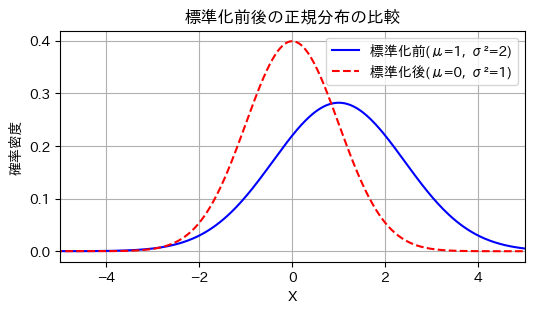 標準化前後の正規分布の比較
標準化前(μ=1, σ²=2)
標準化後(μ=0, σ²=1)
確率密度
0.4
0.3
0.2
0.1
0.0
−4
−2
0
2
4
X